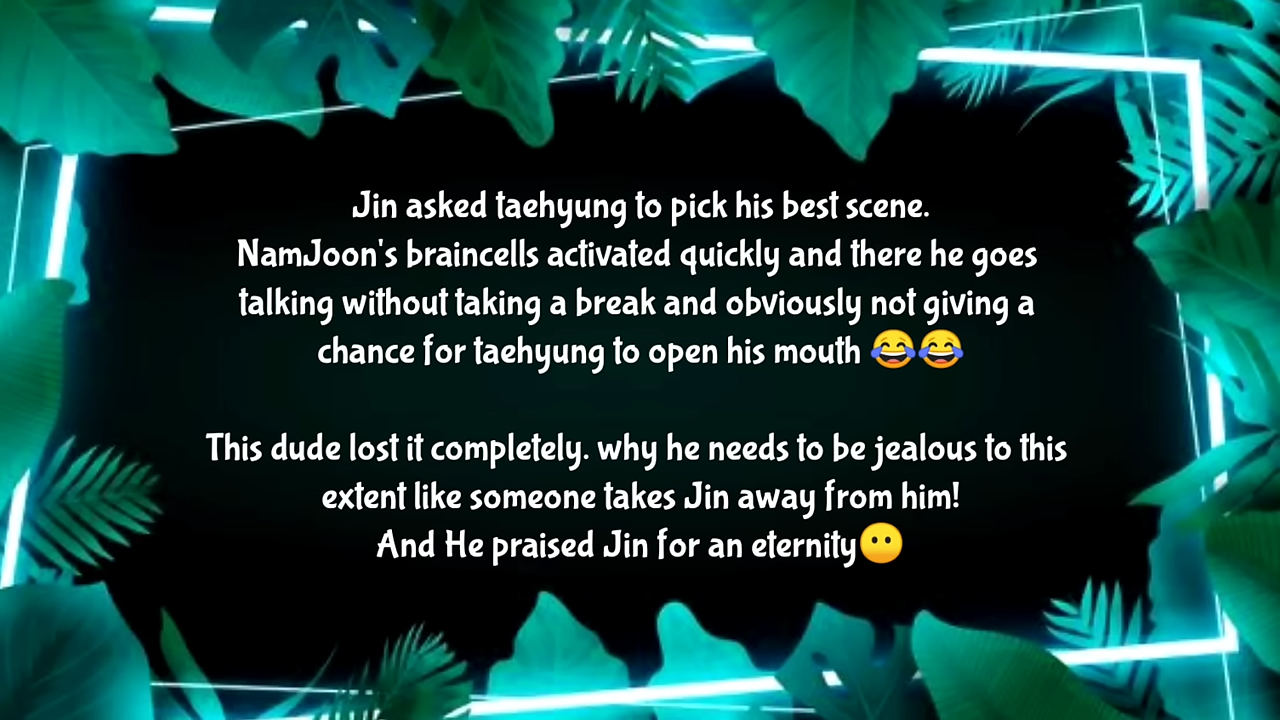 Jin asked taehyung to pick his best scene.
NamJoon's braincells activated quickly and there he goes
talking without taking a break and obviously not giving a
chance for taehyung to open his mouth 😂😂
This dude lost it completely. why he needs to be jealous to this
extent like someone takes Jin away from him!
And He praised Jin for an eternity😶